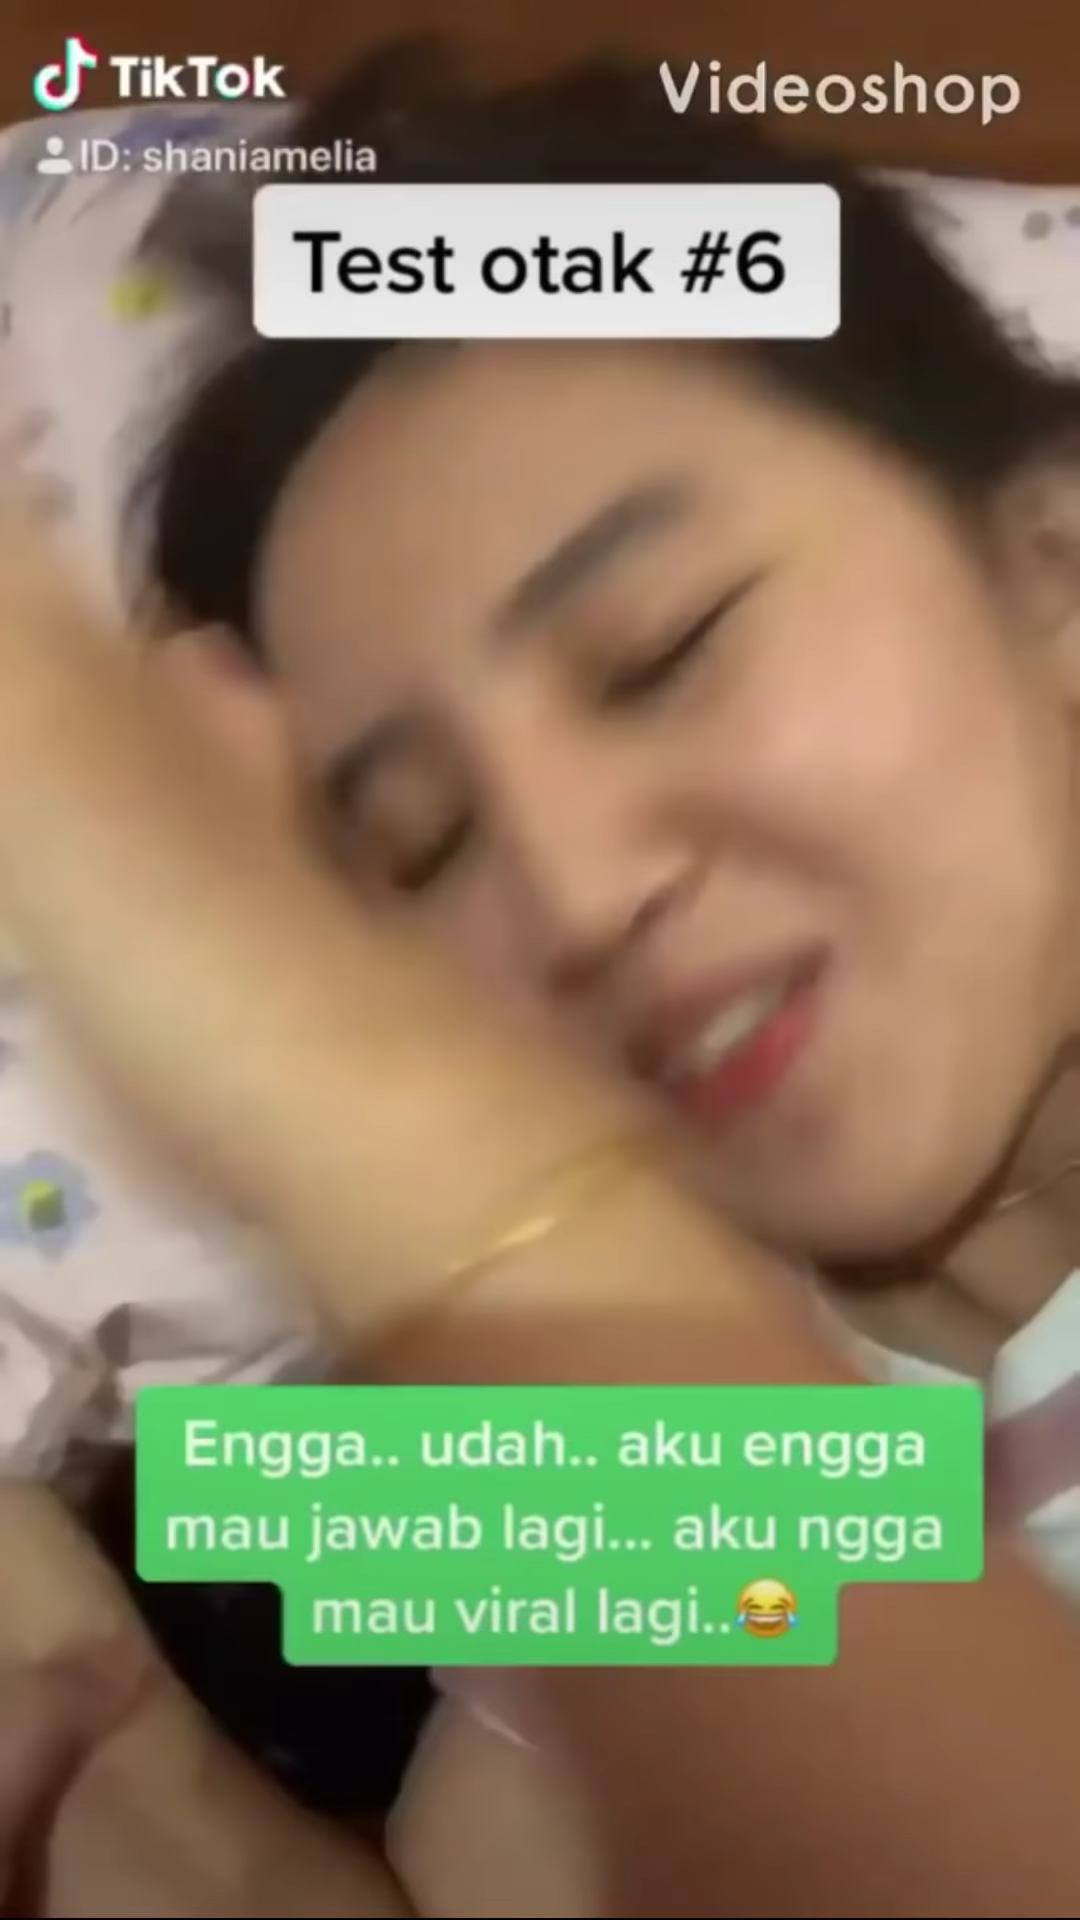 TikTok
Videoshop
ID: shaniamelia
Test otak #6
Engga.. udah.. aku engga
mau jawab lagi... aku ngga
mau viral lagi..😂